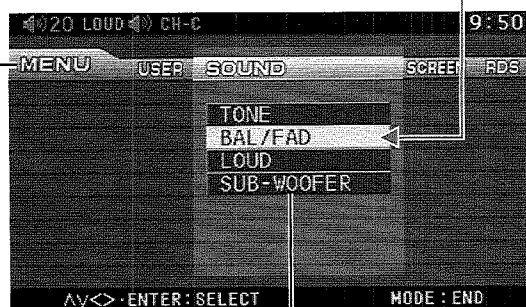 20 LOUD CH-C 9:50
MENU USER SOUND SCREEN RDS
TONE
BAL/FAD
LOUD
SUB-WOOFER
∧∨<>·ENTER:SELECT MODE:END